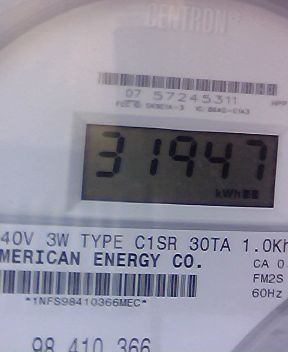 CENTRON
07 57245311
31947
kWh
40V 3W TYPE C1SR 30TA 1.0Kh
MERICAN ENERGY CO.
CA 0
FM2S
*1NFS98410366MEC*
60Hz
98 410 366